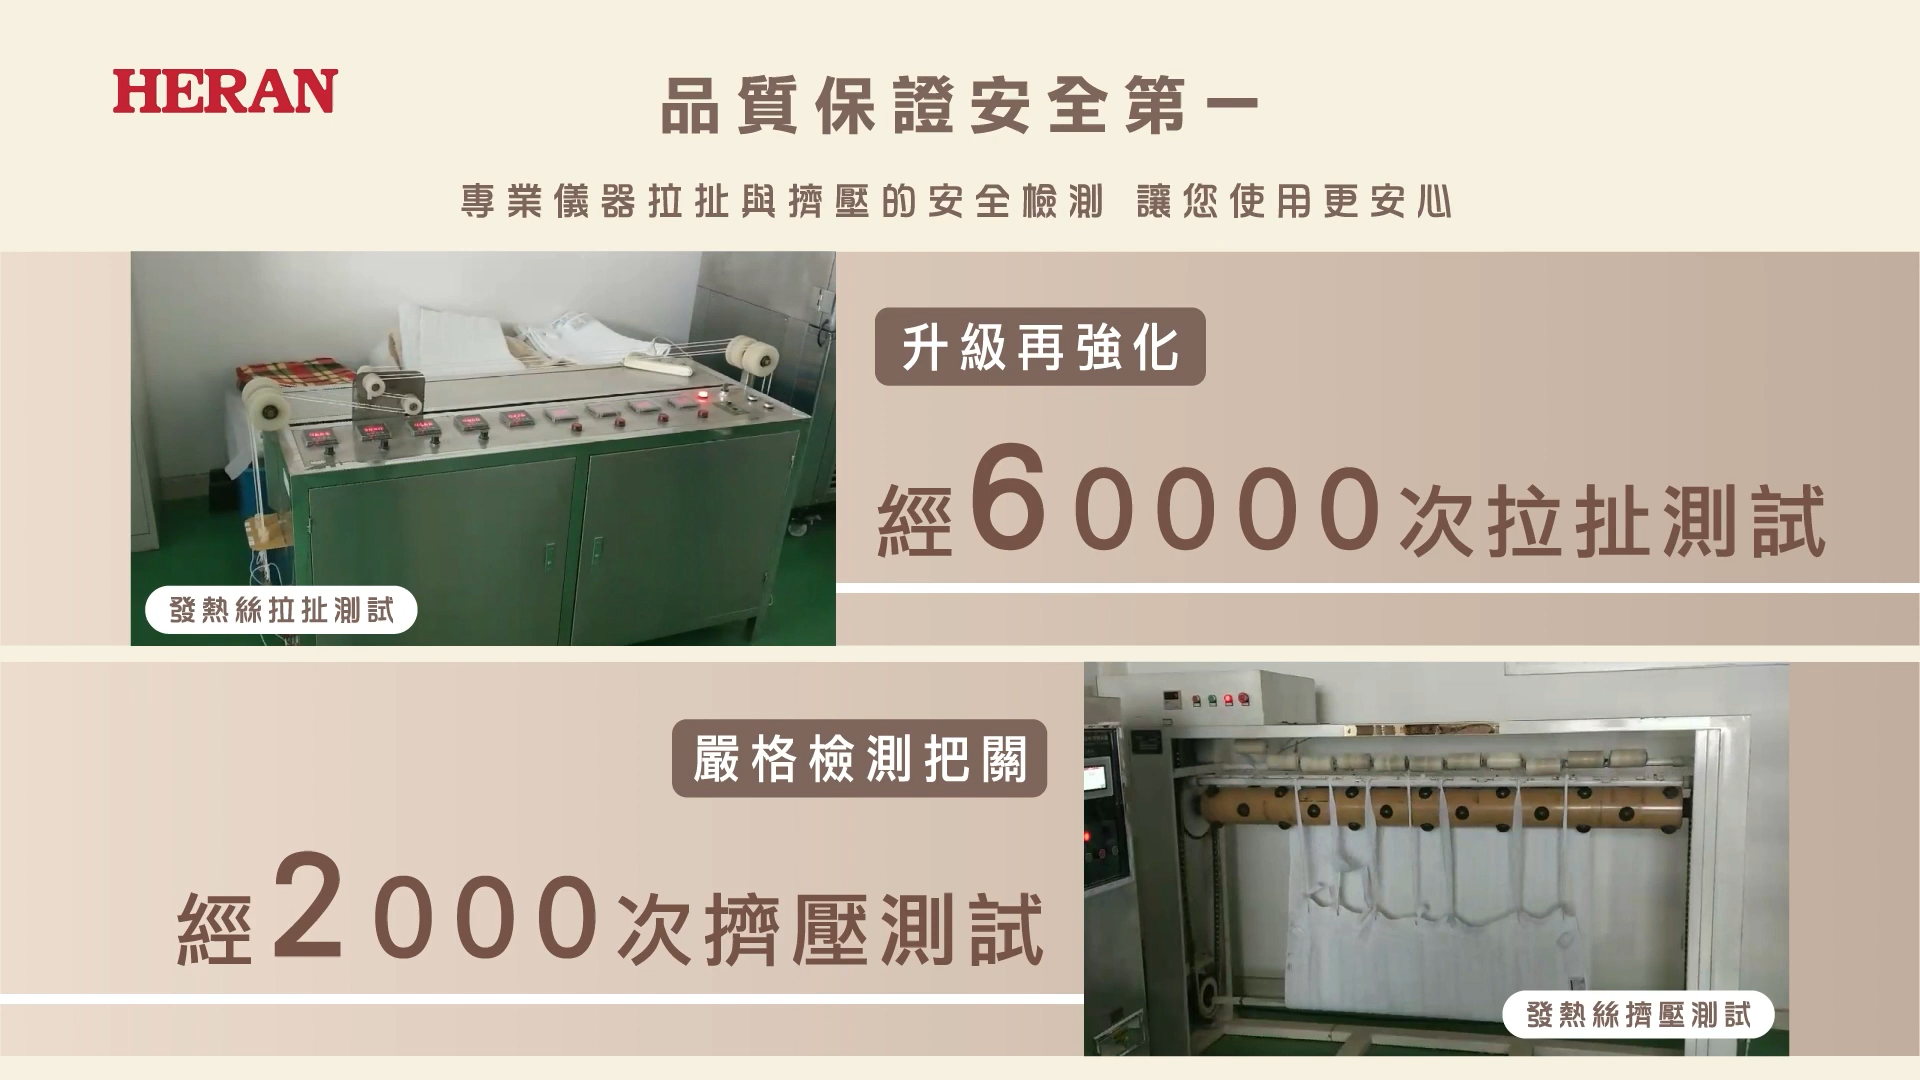 HERAN
品質保證安全第一
專業儀器拉扯與擠壓的安全檢測 讓您使用更安心
升級再強化
經60000次拉扯測試
發熱絲拉扯測試
嚴格檢測把關
經2000次擠壓測試
發熱絲擠壓測試